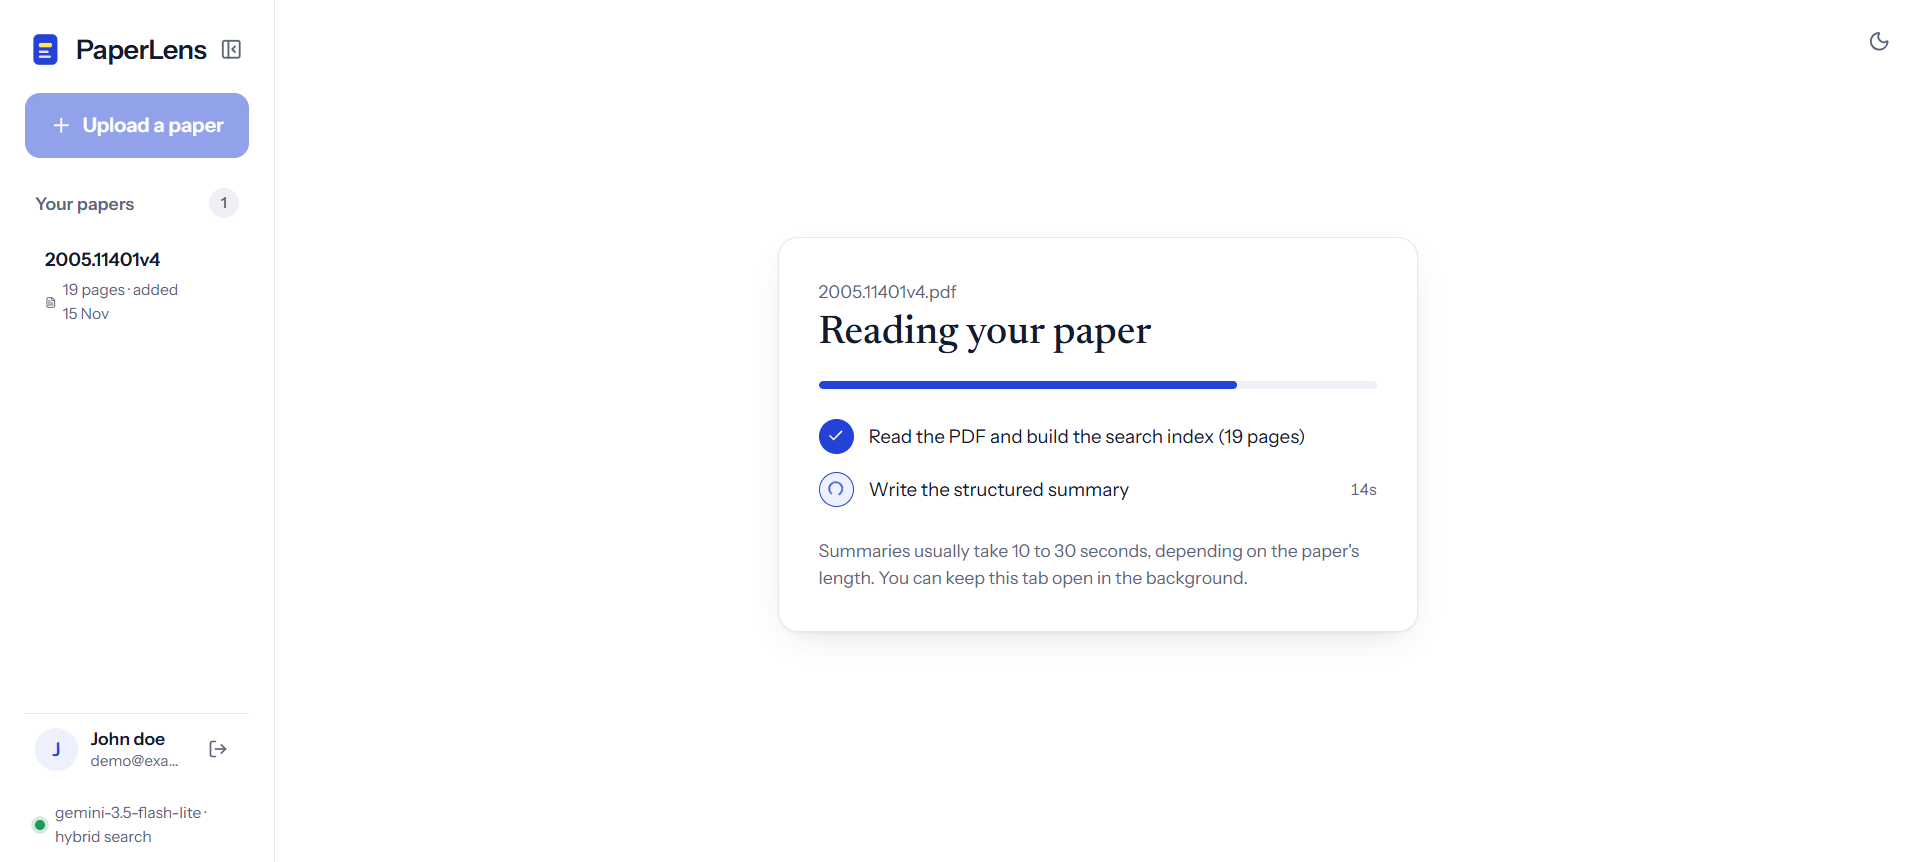 PaperLens
Upload a paper
Your papers
1
2005.11401v4
19 pages · added
15 Nov
2005.11401v4.pdf
Reading your paper
Read the PDF and build the search index (19 pages)
Write the structured summary
14s
Summaries usually take 10 to 30 seconds, depending on the paper's
length. You can keep this tab open in the background.
J
John doe
demo@exa...
gemini-3.5-flash-lite ·
hybrid search